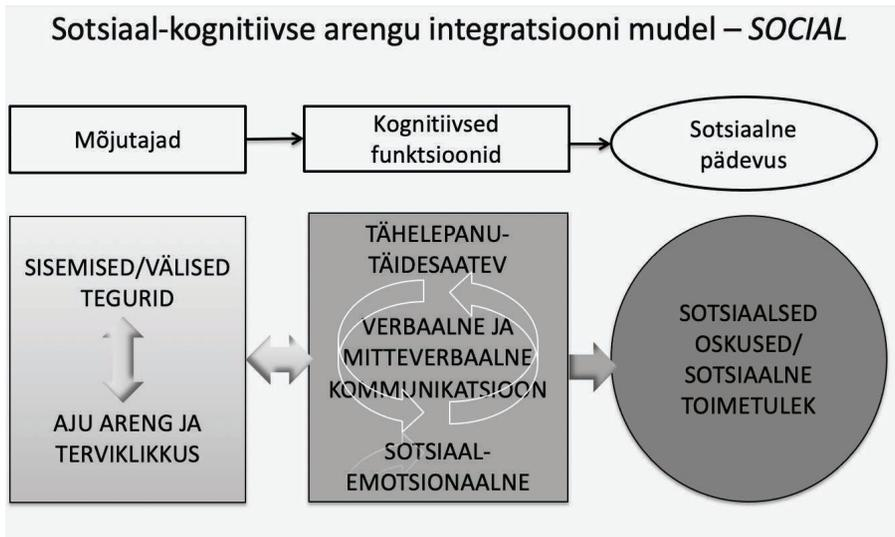 Sotsiaal-kognitiivse arengu integratsiooni mudel – SOCIAL
Mõjutajad
Kognitiivsed
funktsioonid
Sotsiaalne
pädevus
SISEMISED/VÄLISED
TEGURID
AJU ARENG JA
TERVIKLIKKUS
TÄHELEPANU-
TÄIDESAATEV
VERBAALNE JA
MITTEVERBAALNE
KOMMUNIKATSIOON
SOTSIAAL-
EMOTSIONAALNE
SOTSIAALSED
OSKUSED/
SOTSIAALNE
TOIMETULEK